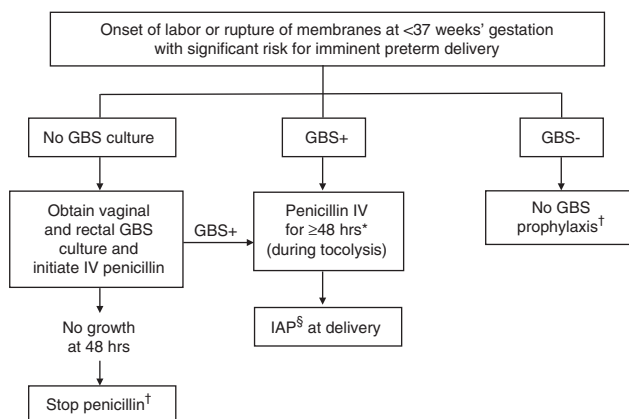 Onset of labor or rupture of membranes at <37 weeks’ gestation
with significant risk for imminent preterm delivery
No GBS culture
GBS+
GBS-
Obtain vaginal
and rectal GBS
culture and
initiate IV penicillin
GBS+
Penicillin IV
for ≥48 hrs*
(during tocolysis)
No GBS
prophylaxis†
No growth
at 48 hrs
IAP§ at delivery
Stop penicillin†